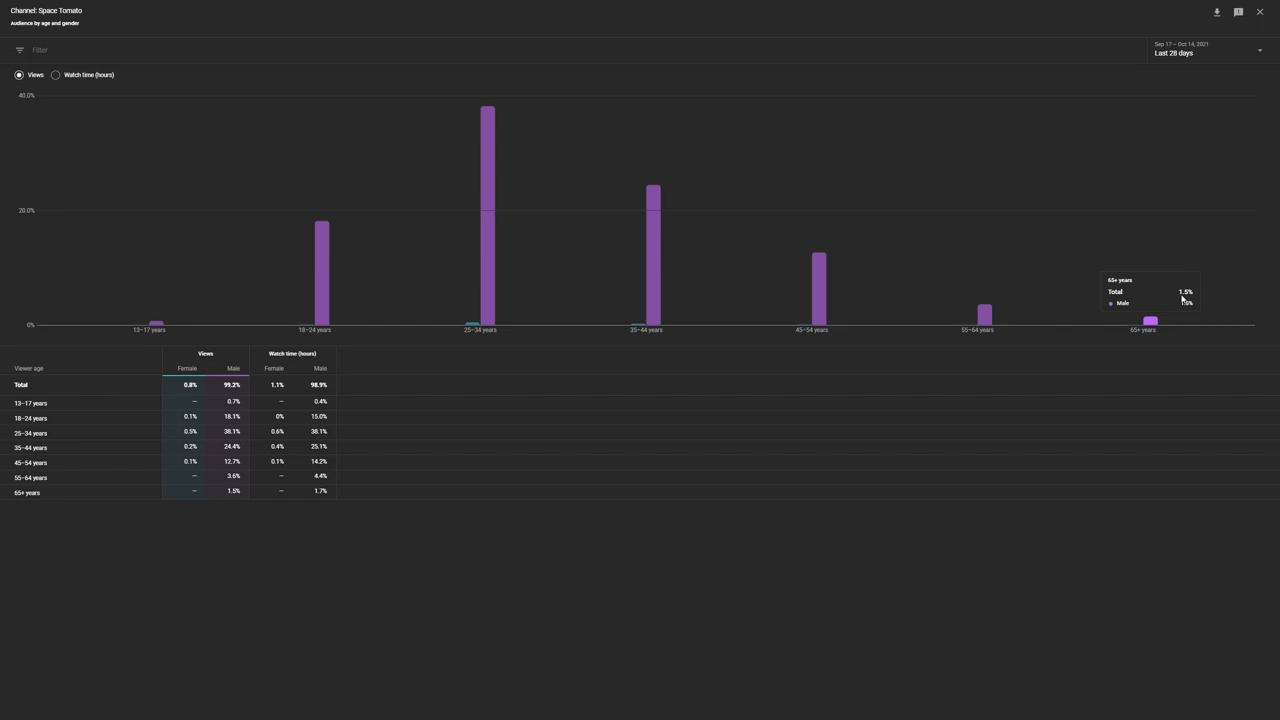 Channel: Space Tomato
Audience by age and gender
Filter
Sep 17 – Oct 14, 2021
Last 28 days
Views Watch time (hours)
40.0%
20.0%
0%
65+ years
Total 1.5%
Male 1.5%
13–17 years 18–24 years 25–34 years 35–44 years 45–54 years 55–64 years 65+ years
Views Watch time (hours)
Viewer age Female Male Female Male
Total 0.8% 99.2% 1.1% 98.9%
13–17 years — 0.7% — 0.4%
18–24 years 0.1% 18.1% 0% 15.0%
25–34 years 0.5% 38.1% 0.6% 38.1%
35–44 years 0.2% 24.4% 0.4% 25.1%
45–54 years 0.1% 12.7% 0.1% 14.2%
55–64 years — 3.6% — 4.4%
65+ years — 1.5% — 1.7%